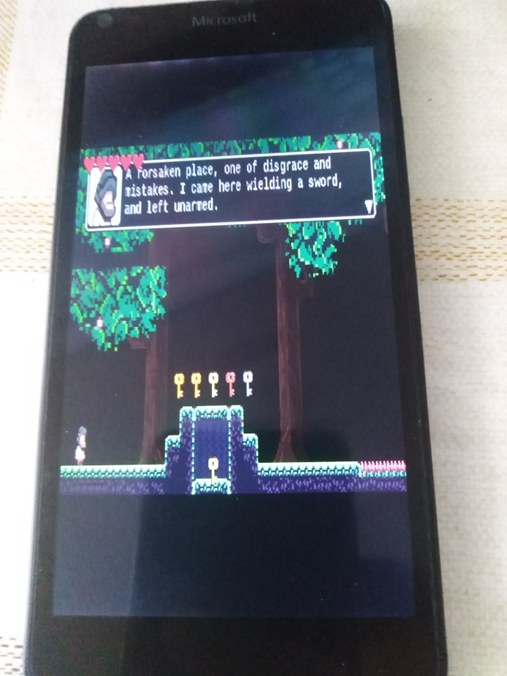 Microsoft
A forsaken place, one of disgrace and
mistakes. I came here wielding a sword,
and left unarmed.